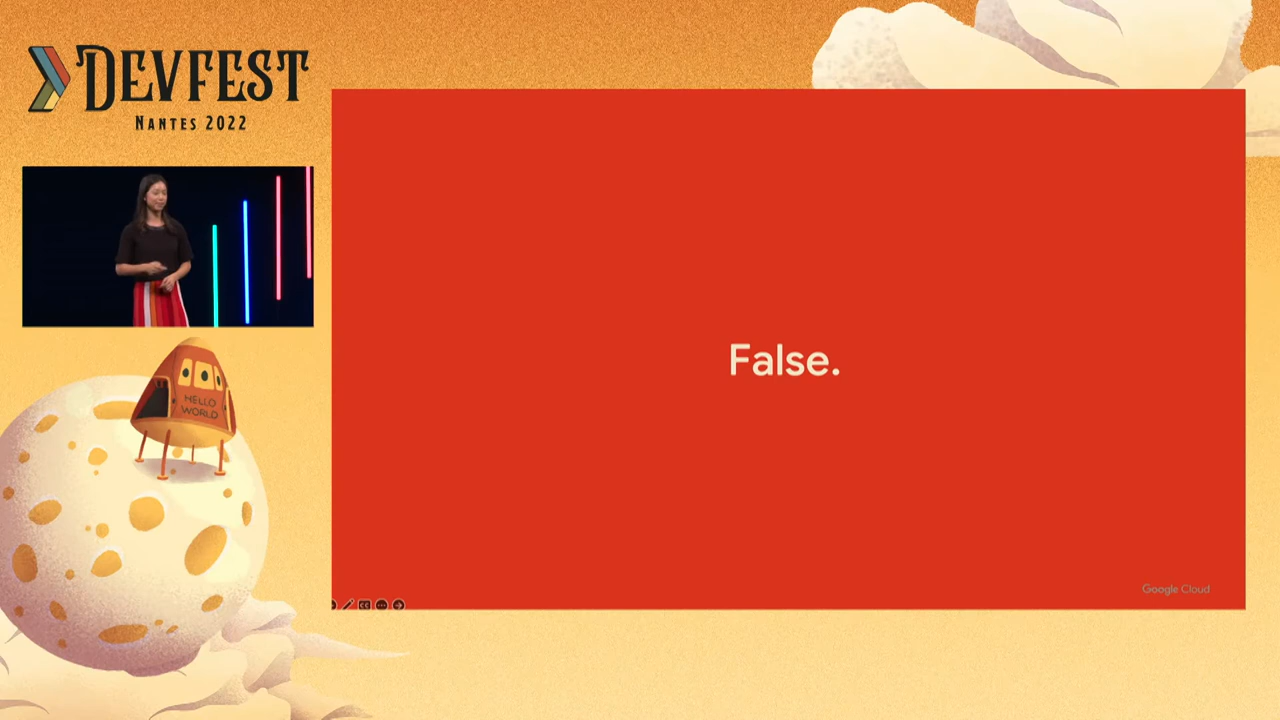 DEVFEST
NANTES 2022
HELLO
WORLD
False.
Google Cloud